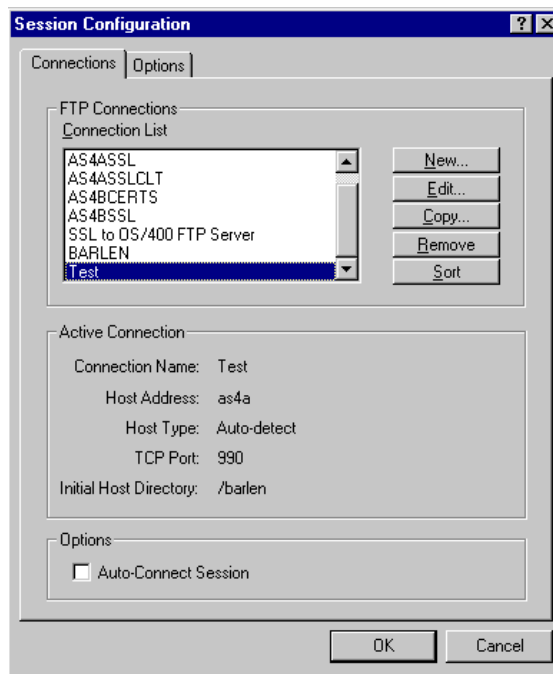 Session Configuration
Connections
Options
FTP Connections
Connection List
AS4ASSL
AS4ASSLCLT
AS4BCERTS
AS4BSSL
SSL to OS/400 FTP Server
BARLEN
Test
New...
Edit...
Copy...
Remove
Sort
Active Connection
Connection Name: Test
Host Address: as4a
Host Type: Auto-detect
TCP Port: 990
Initial Host Directory: /barlen
Options
Auto-Connect Session
OK
Cancel